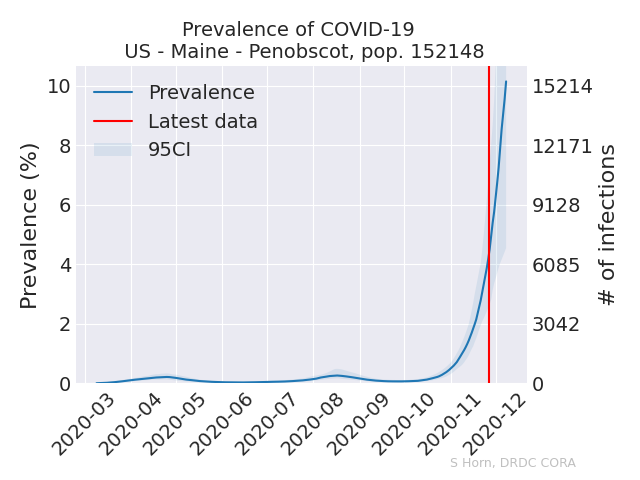 Prevalence of COVID-19
US - Maine - Penobscot, pop. 152148
Prevalence (%)
10
8
6
4
2
0
Prevalence
Latest data
95CI
15214
12171
9128
6085
3042
0
# of infections
2020-03
2020-04
2020-05
2020-06
2020-07
2020-08
2020-09
2020-10
2020-11
2020-12
S Horn, DRDC CORA